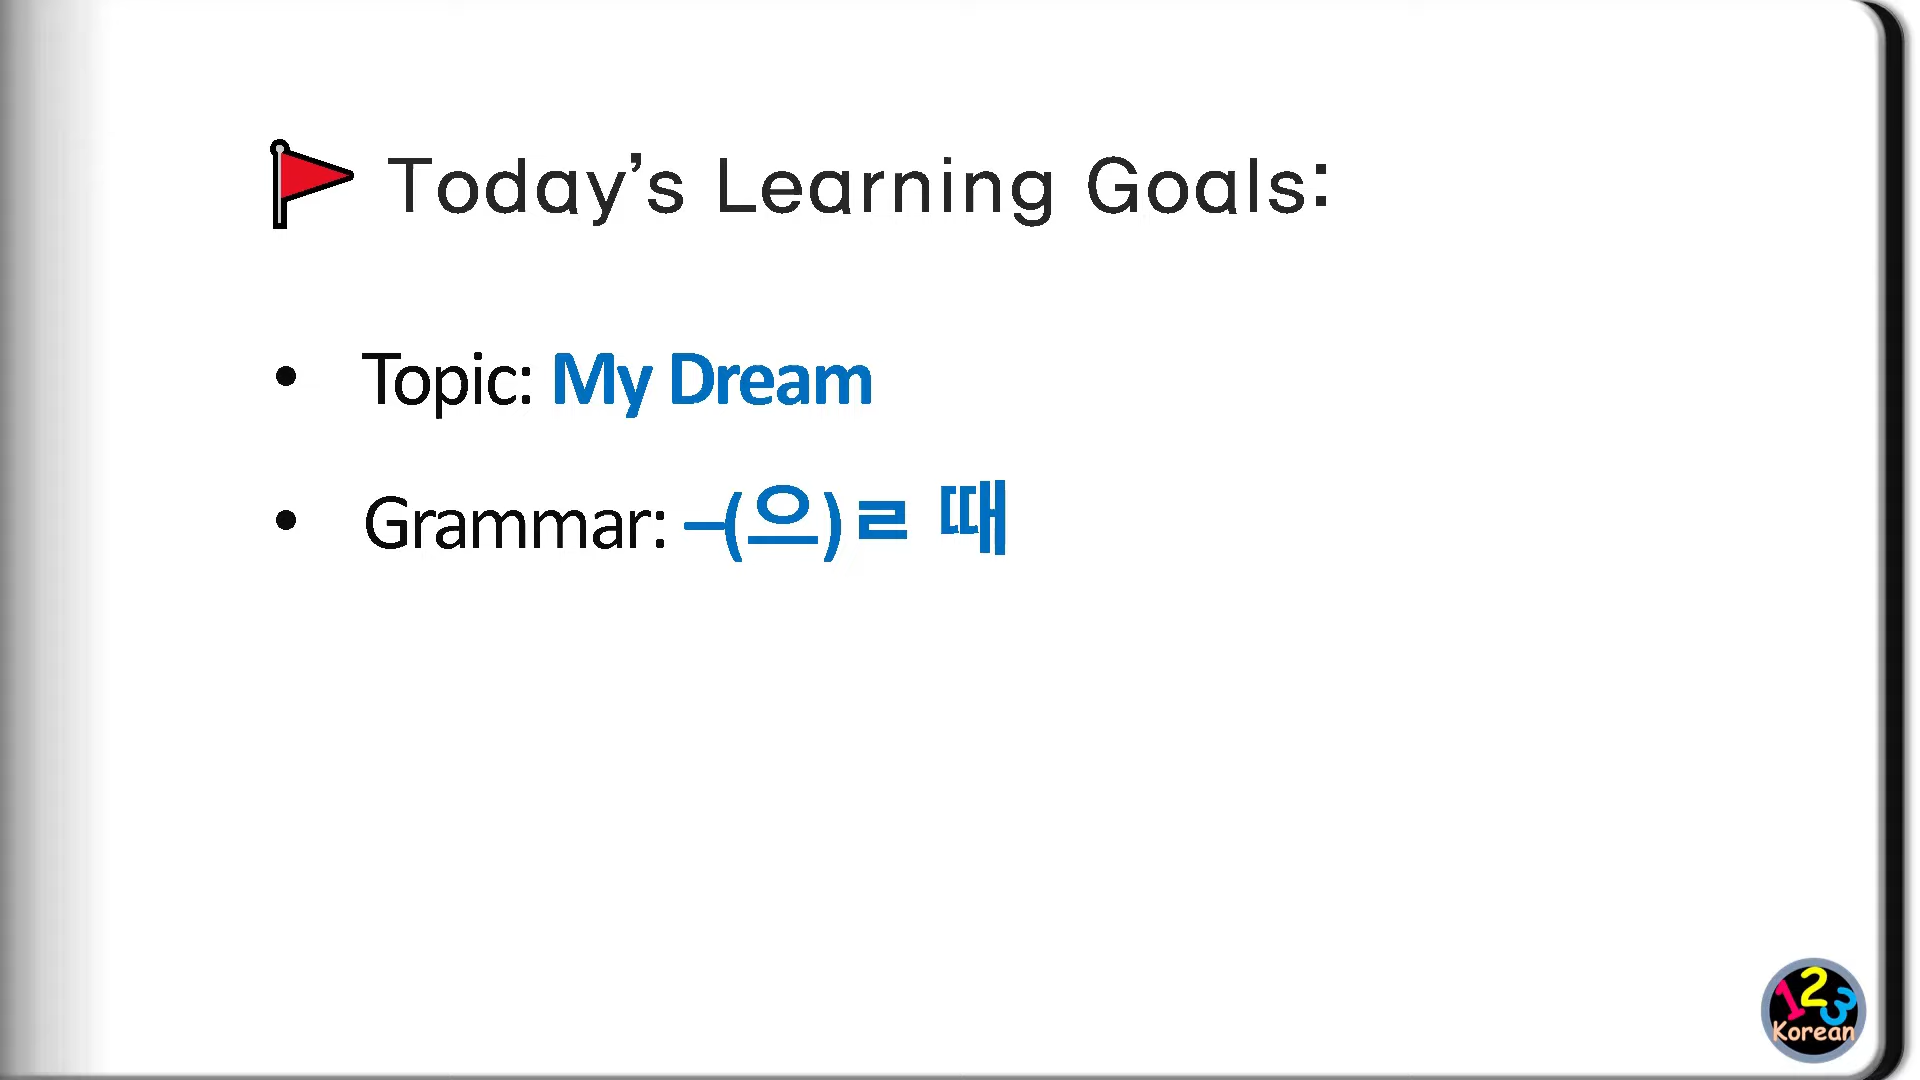 Today’s Learning Goals:
• Topic: My Dream
• Grammar: –(으)ㄹ 때
123
Korean